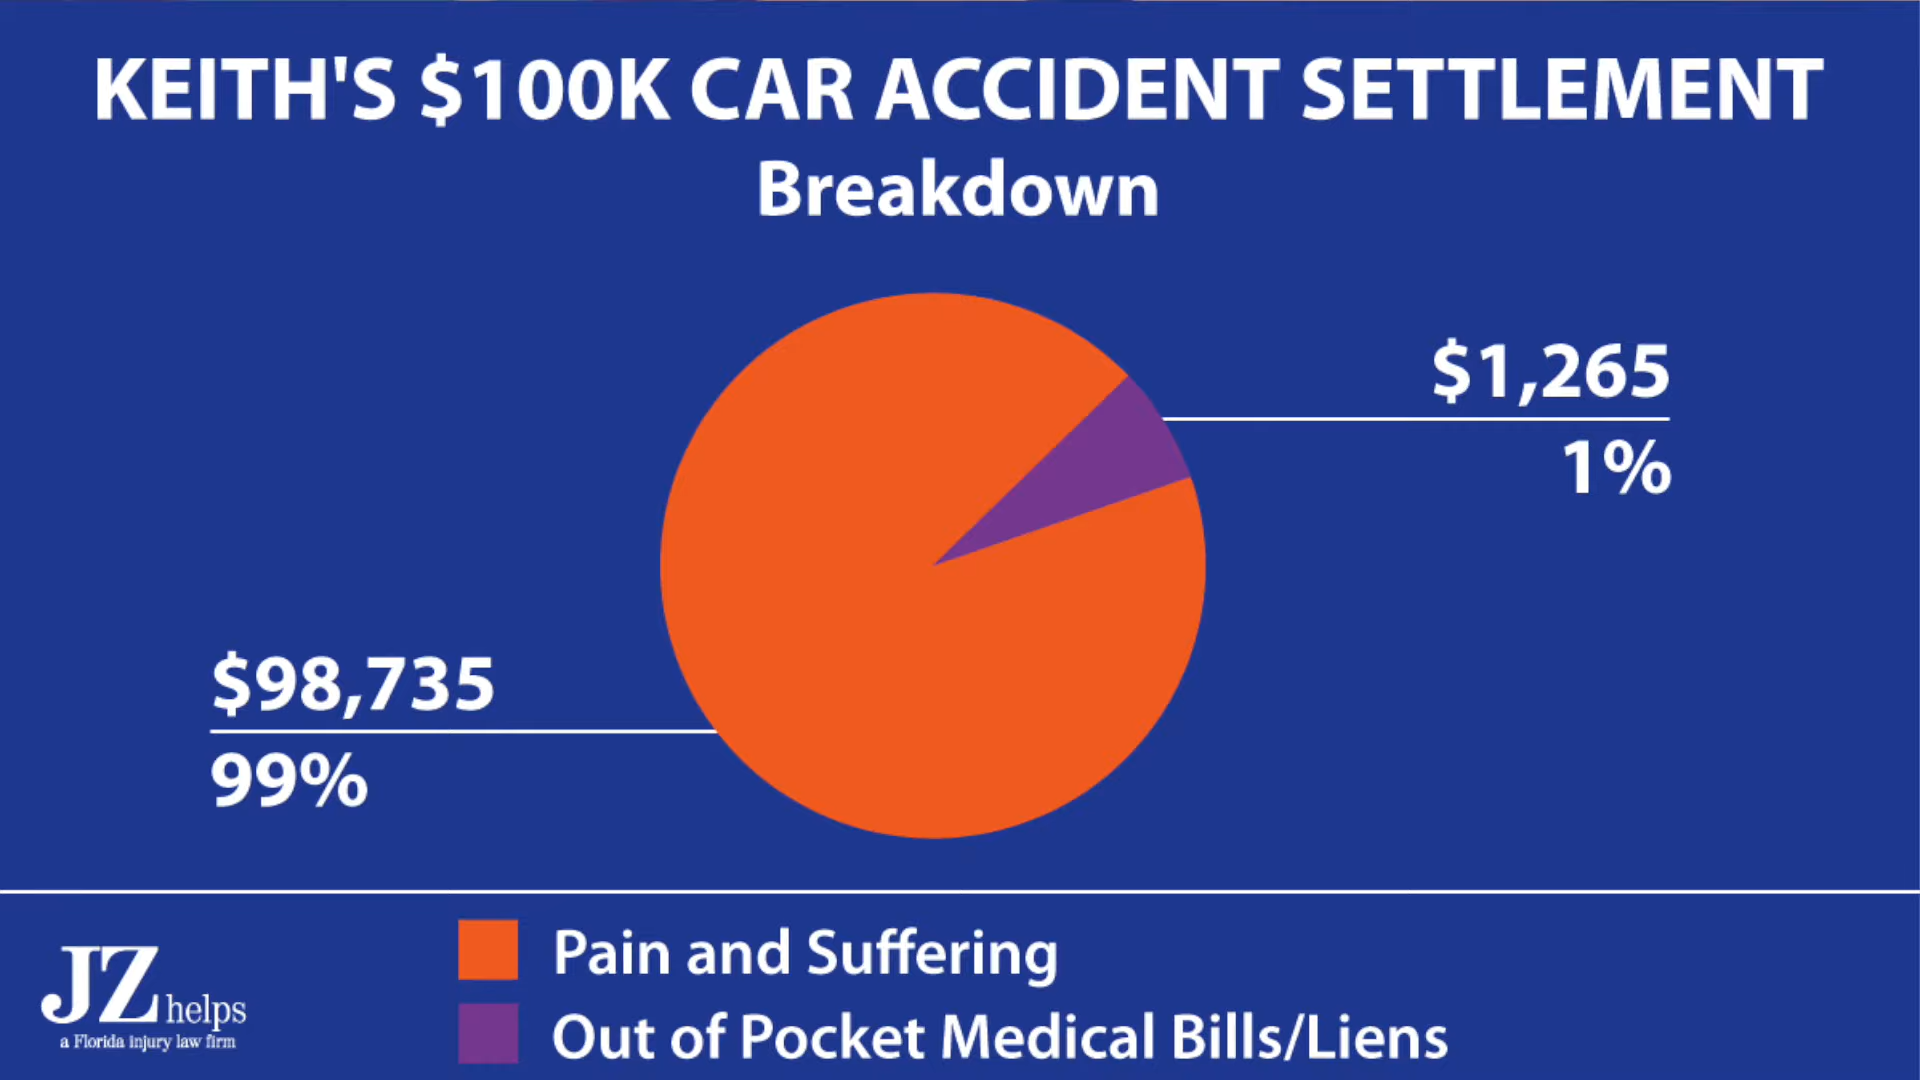 KEITH'S $100K CAR ACCIDENT SETTLEMENT
Breakdown
$1,265
1%
$98,735
99%
Pain and Suffering
Out of Pocket Medical Bills/Liens
JZ helps
a Florida injury law firm